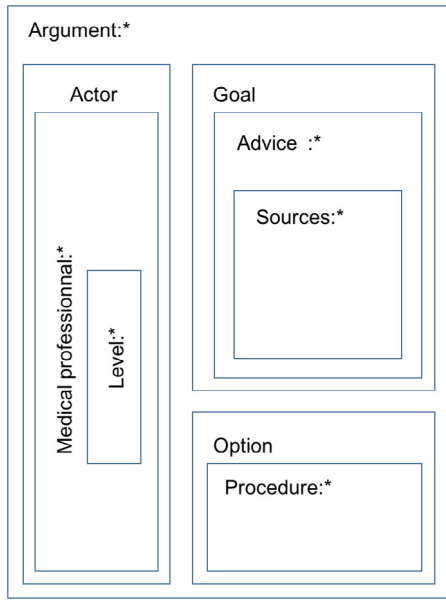 Argument:*
Actor
Medical professionnal:*
Level:*
Goal
Advice :*
Sources:*
Option
Procedure:*